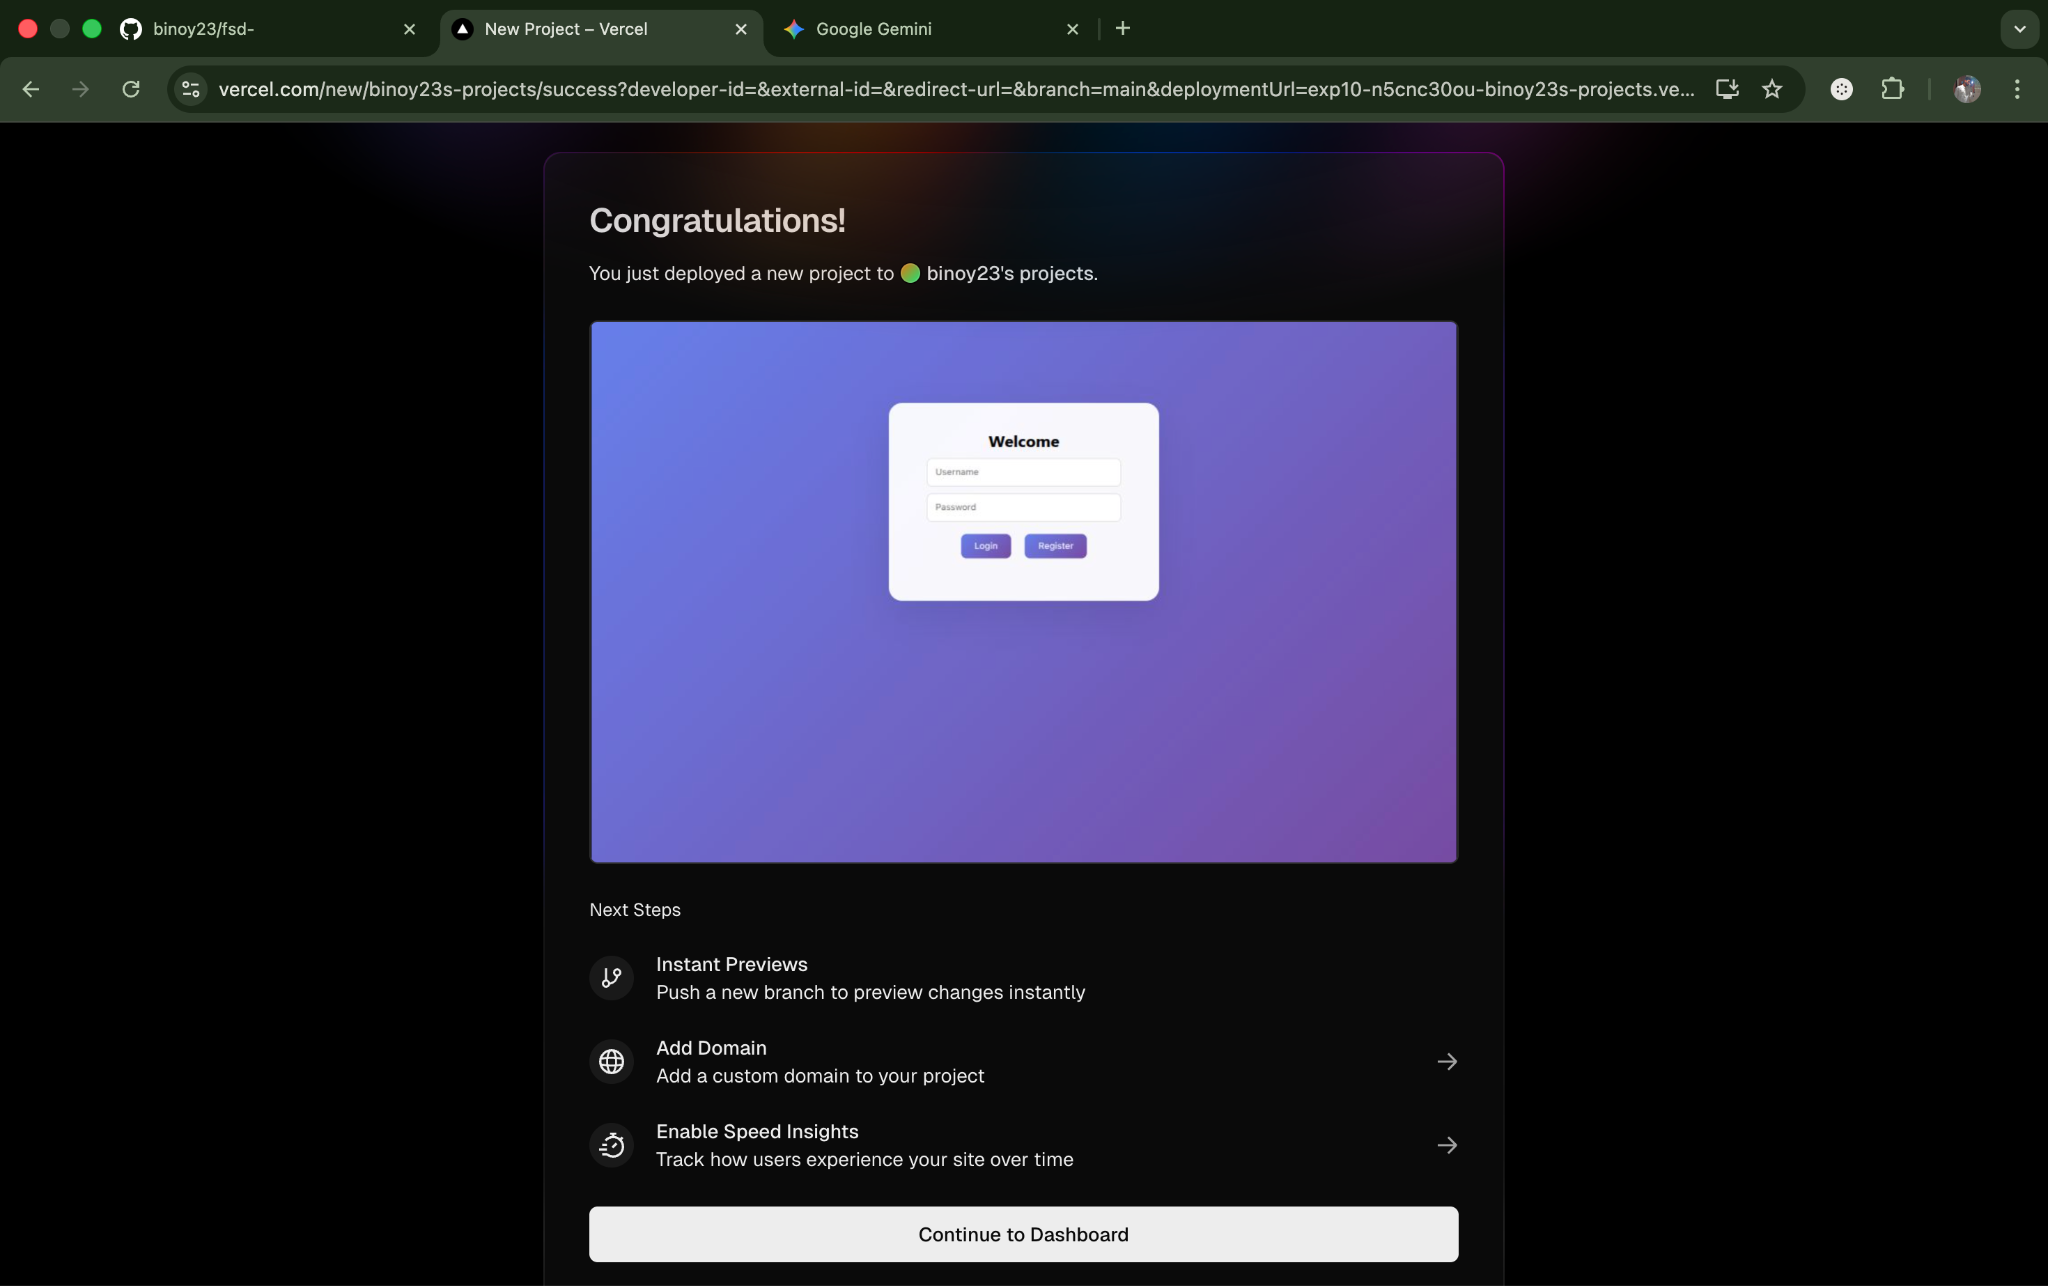 binoy23/fsd-
New Project – Vercel
Google Gemini
vercel.com/new/binoy23s-projects/success?developer-id=&external-id=&redirect-url=&branch=main&deploymentUrl=exp10-n5cnc30ou-binoy23s-projects.ve...
Congratulations!
You just deployed a new project to binoy23's projects.
Welcome
Username
Password
Login Register
Next Steps
Instant Previews
Push a new branch to preview changes instantly
Add Domain
Add a custom domain to your project
Enable Speed Insights
Track how users experience your site over time
Continue to Dashboard